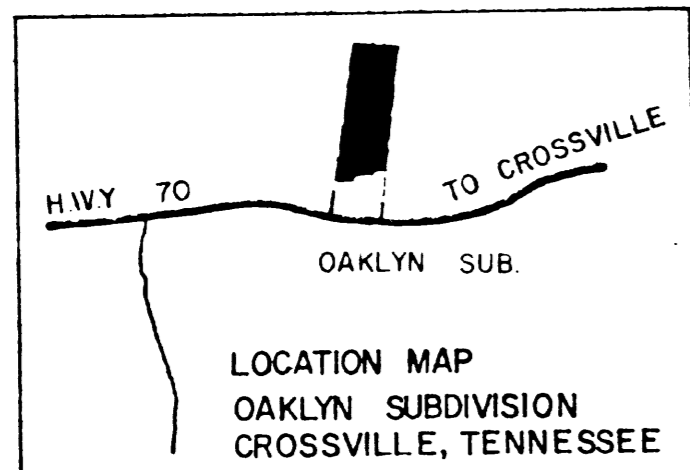 H.W.Y 70
TO CROSSVILLE
OAKLYN SUB.
LOCATION MAP
OAKLYN SUBDIVISION
CROSSVILLE, TENNESSEE